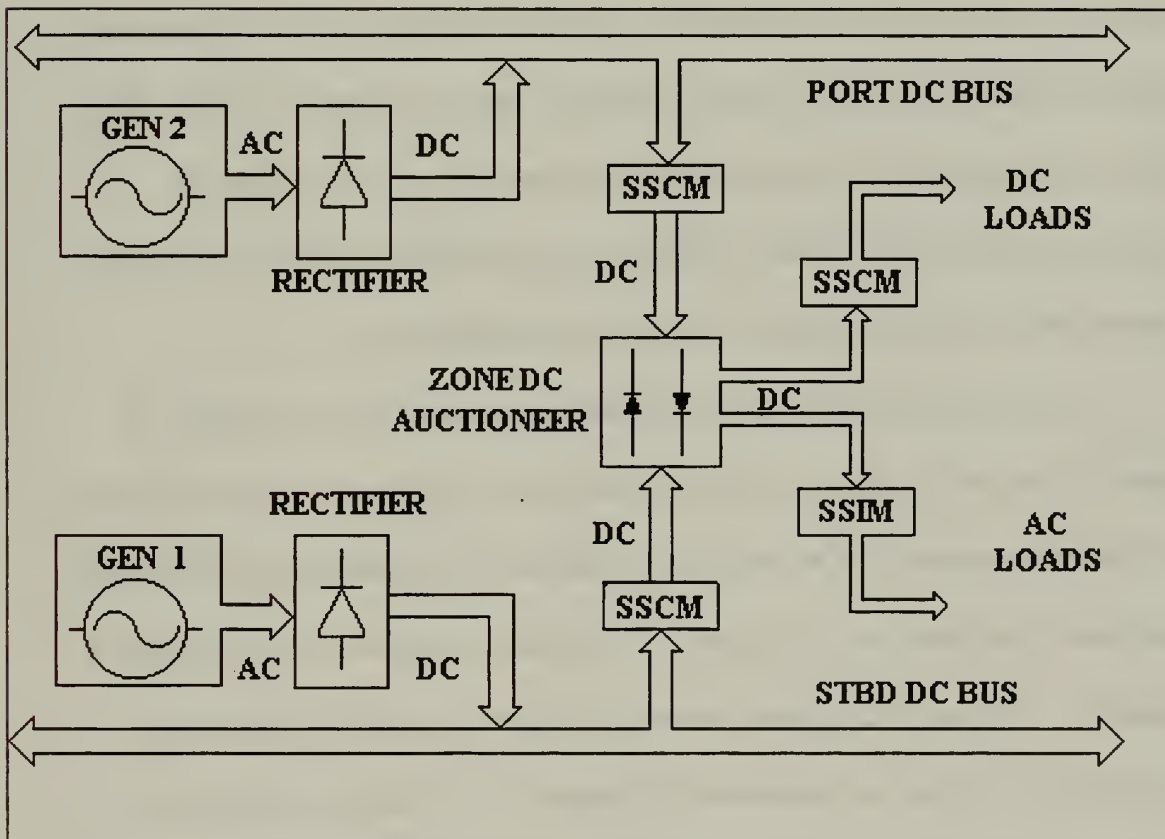 PORT DC BUS
GEN 2
AC
DC
RECTIFIER
SSCM
DC
LOADS
DC
SSCM
ZONE DC
AUCTIONEER
DC
RECTIFIER
DC
SSIM
AC
LOADS
GEN 1
AC
DC
SSCM
STBD DC BUS